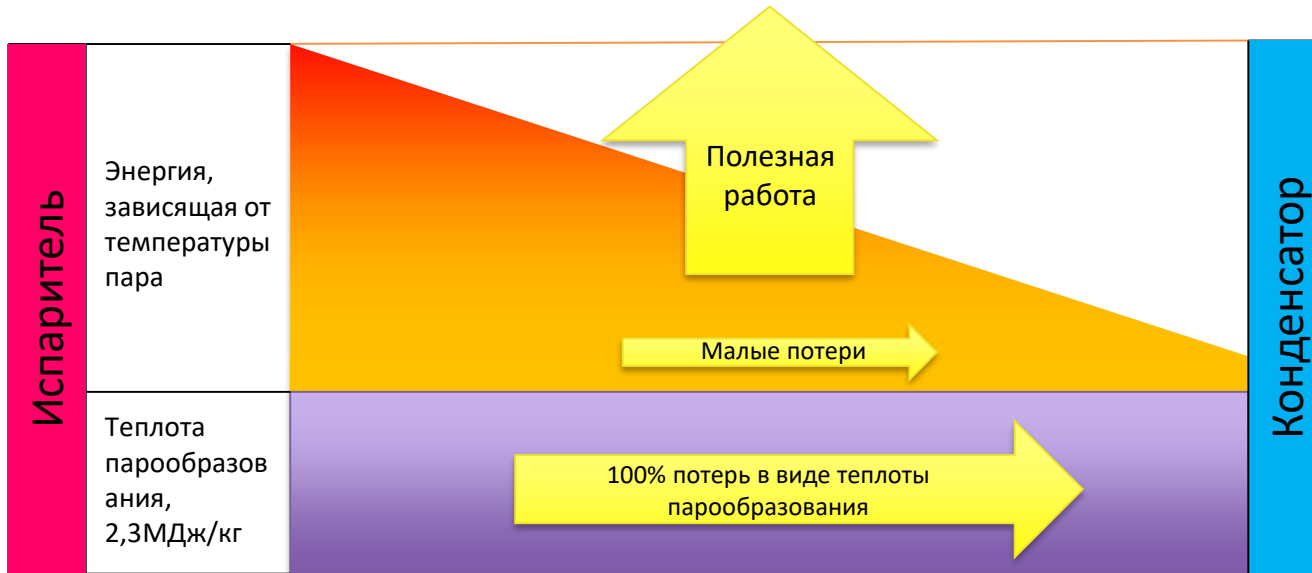 Испаритель
Энергия,
зависящая от
температуры
пара
Теплота
парообразов
ания,
2,3МДж/кг
Полезная
работа
Малые потери
100% потерь в виде теплоты
парообразования
Конденсатор